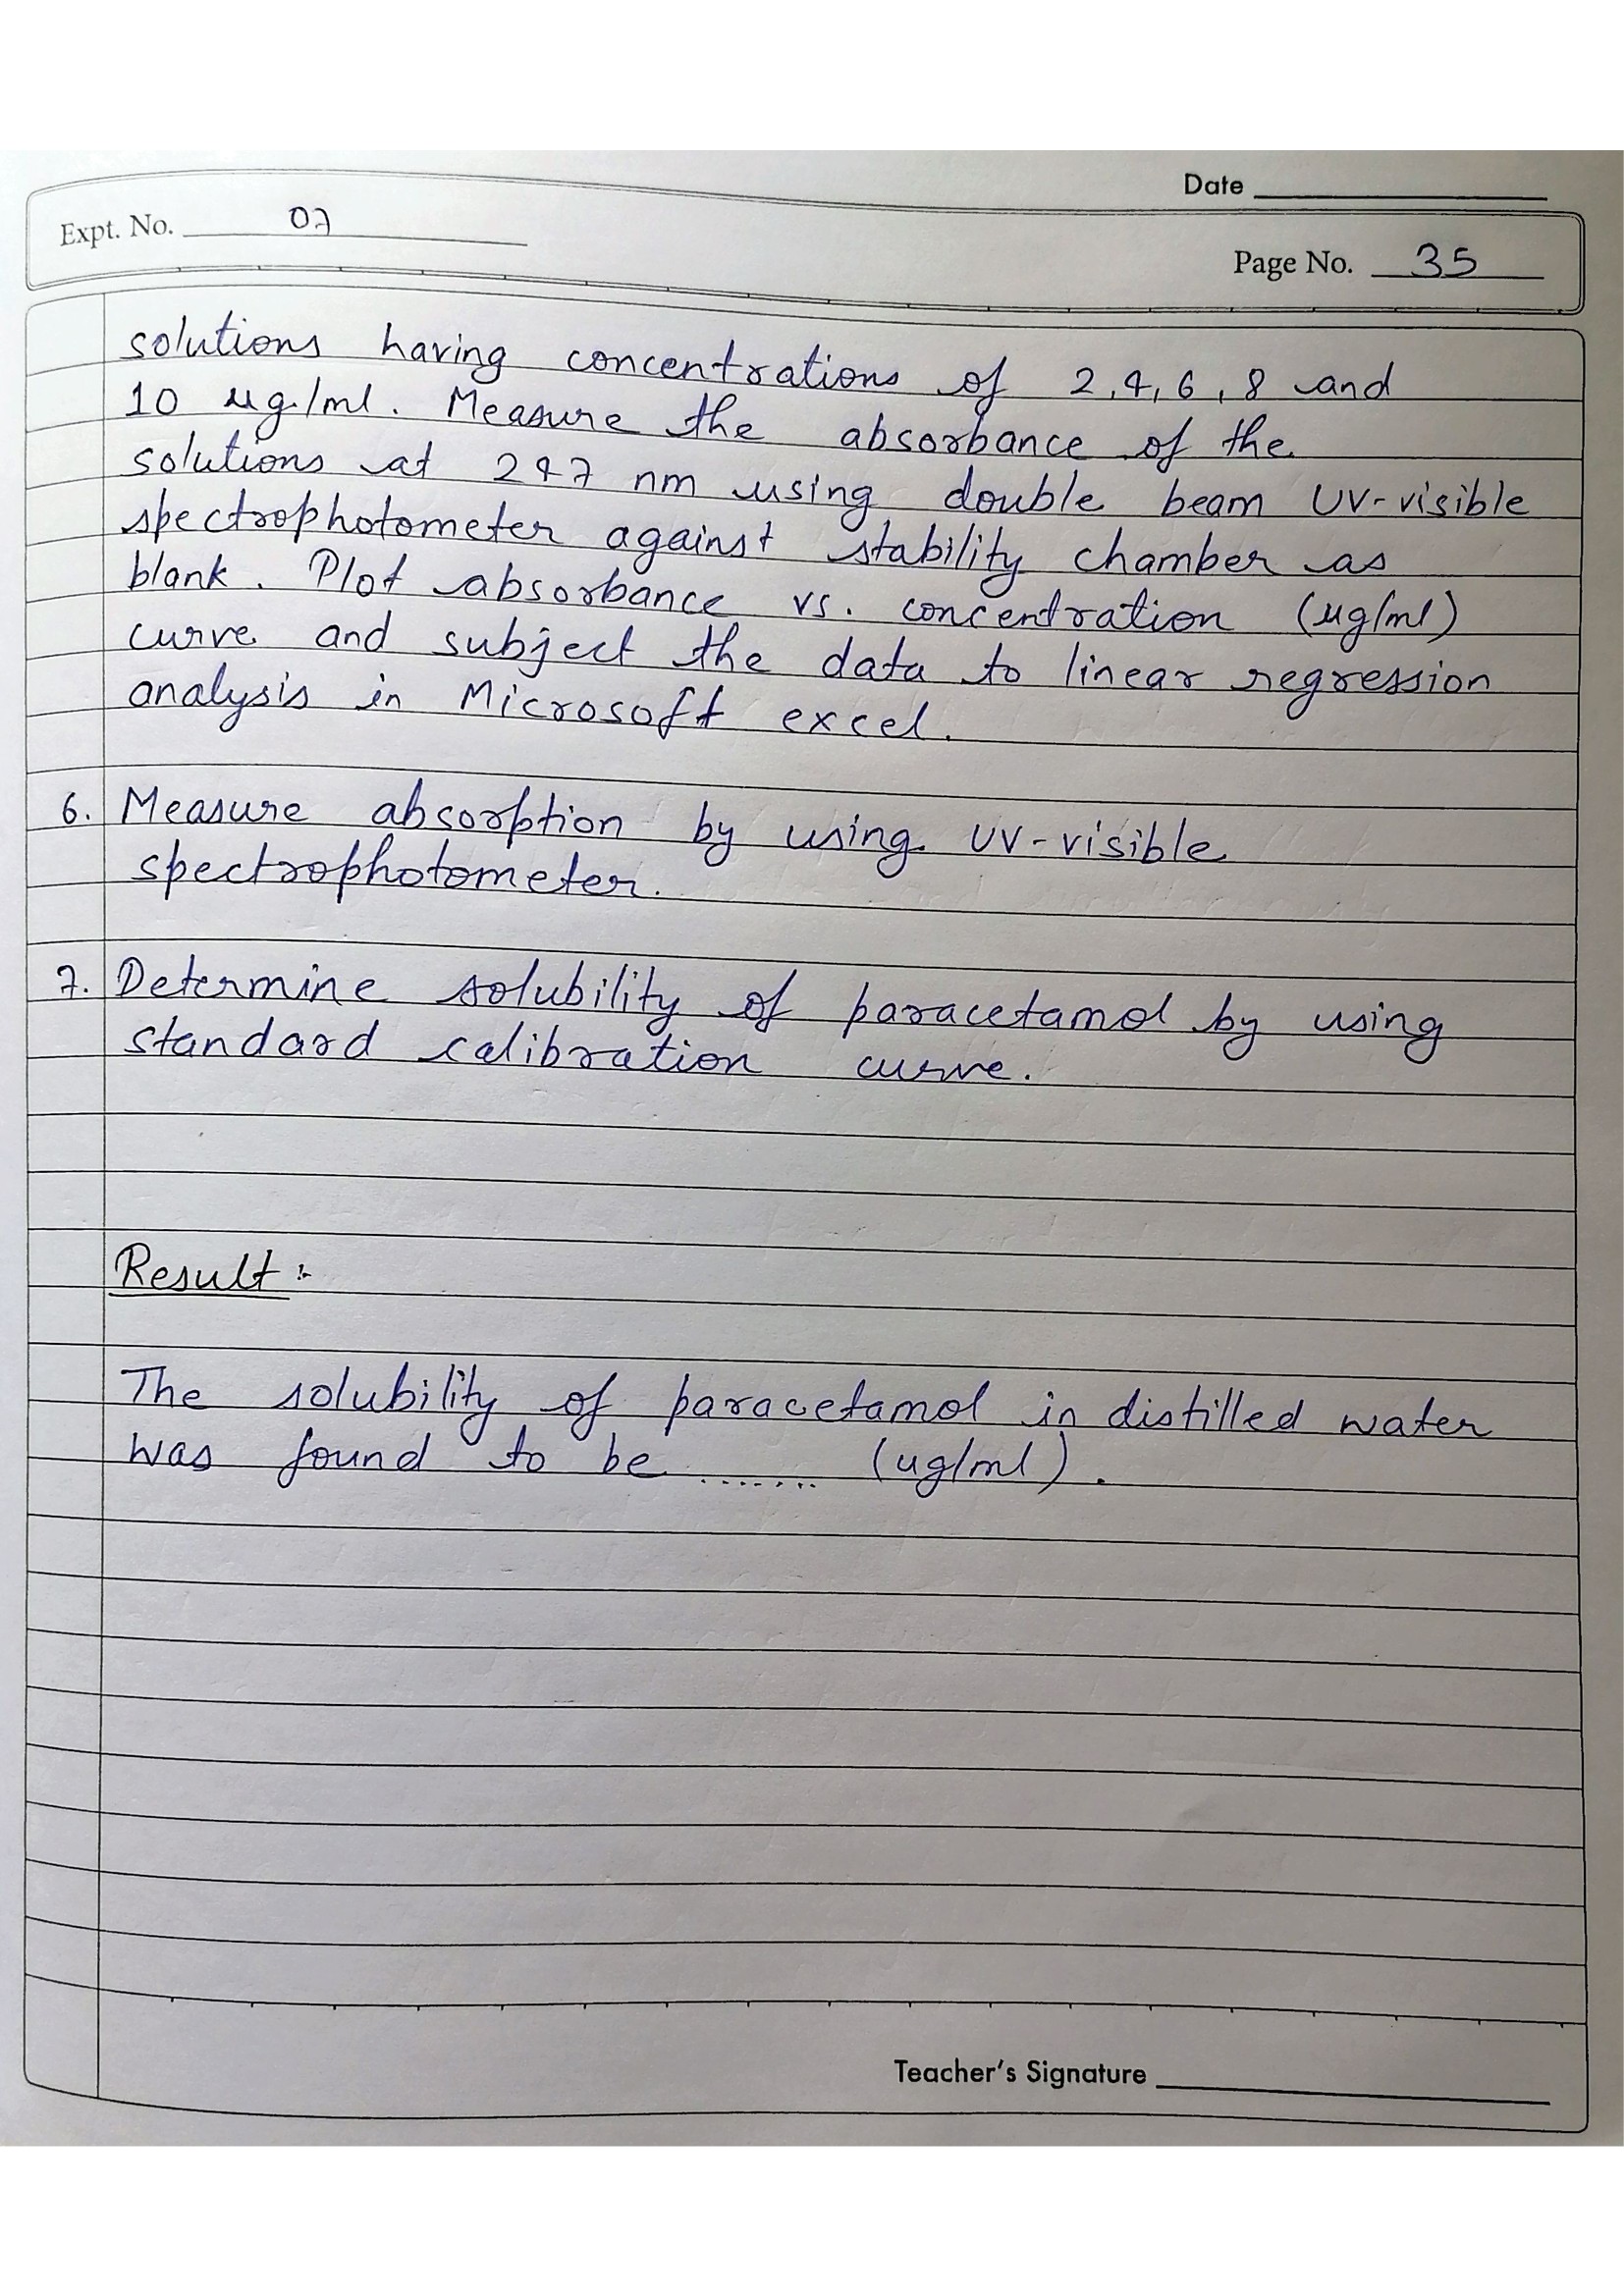 Date
Expt. No. 07
Page No. 35
solutions having concentrations of 2,4,6,8 and
10 μg/ml. Measure the absorbance of the
solutions at 247 nm using double beam UV-visible
spectrophotometer against stability chamber as
blank. Plot absorbance vs. concentration (μg/ml)
curve and subject the data to linear regression
analysis in Microsoft excel.
6. Measure absorption by using UV-visible
spectrophotometer.
7. Determine solubility of paracetamol by using
standard calibration curve.
Result :-
The solubility of paracetamol in distilled water
was found to be ....... (ug/ml).
Teacher's Signature